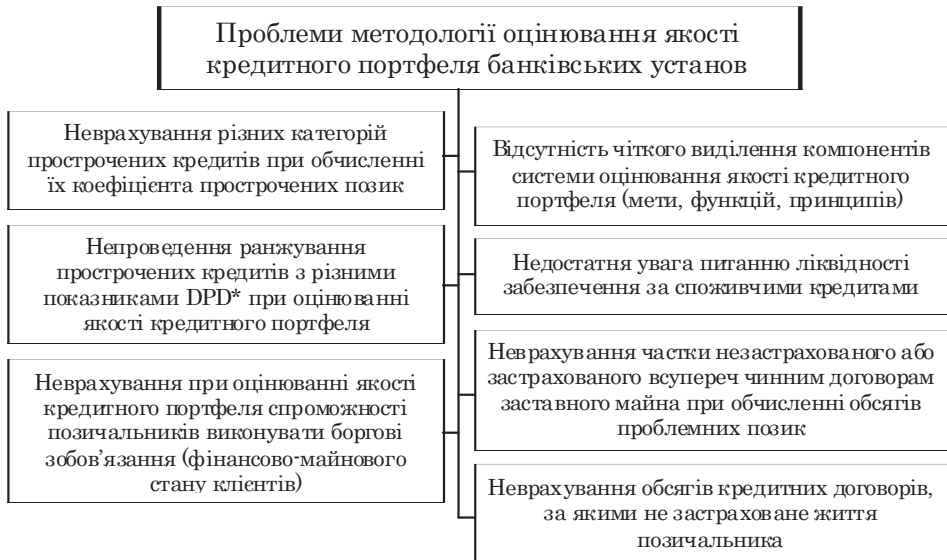 Проблеми методології оцінювання якості
кредитного портфеля банківських установ
Неврахування різних категорій
прострочених кредитів при обчисленні
їх коефіцієнта прострочених позик
Непроведення ранжування
прострочених кредитів з різними
показниками DPD* при оцінюванні
якості кредитного портфеля
Неврахування при оцінюванні якості
кредитного портфеля спроможності
позичальників виконувати боргові
зобов’язання (фінансово-майнового
стану клієнтів)
Відсутність чіткого виділення компонентів
системи оцінювання якості кредитного
портфеля (мети, функцій, принципів)
Недостатня увага питанню ліквідності
забезпечення за споживчими кредитами
Неврахування частки незастрахованого або
застрахованого всупереч чинним договорам
заставного майна при обчисленні обсягів
проблемних позик
Неврахування обсягів кредитних договорів,
за якими не застраховане життя
позичальника